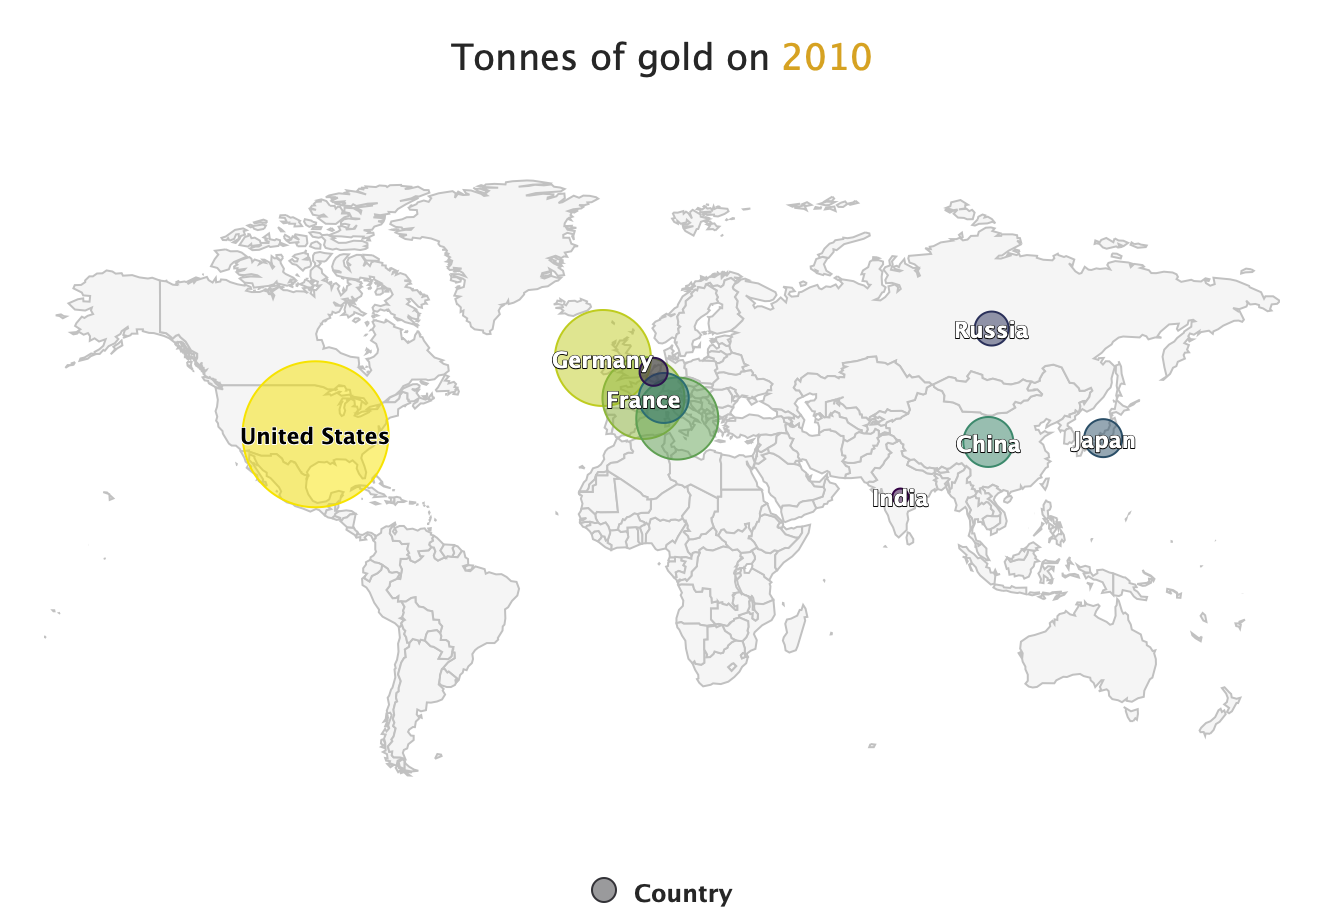 Tonnes of gold on 2010
Russia
Germany
France
United States
China
Japan
India
Country